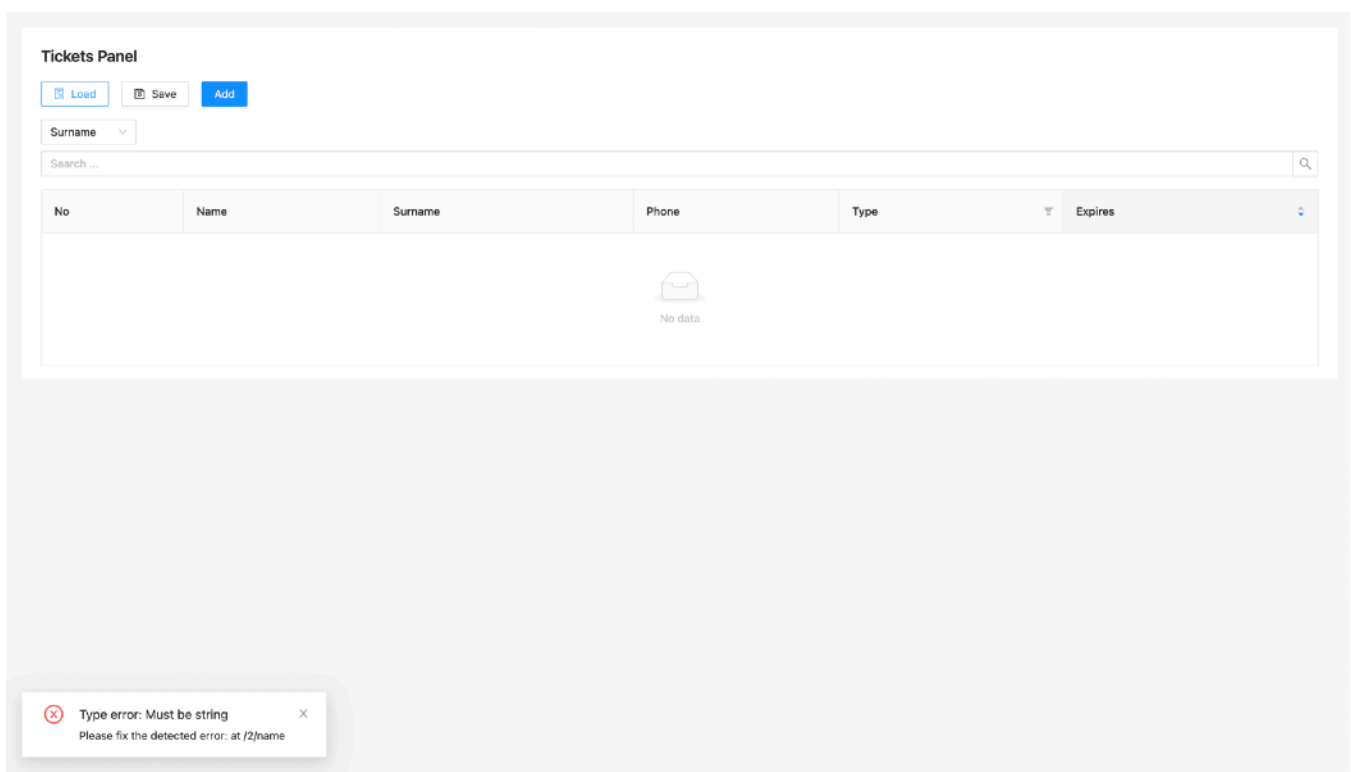 Tickets Panel
Load Save Add
Surname
Search ...
No Name Surname Phone Type Expires
No data
Type error: Must be string
Please fix the detected error: at /2/name